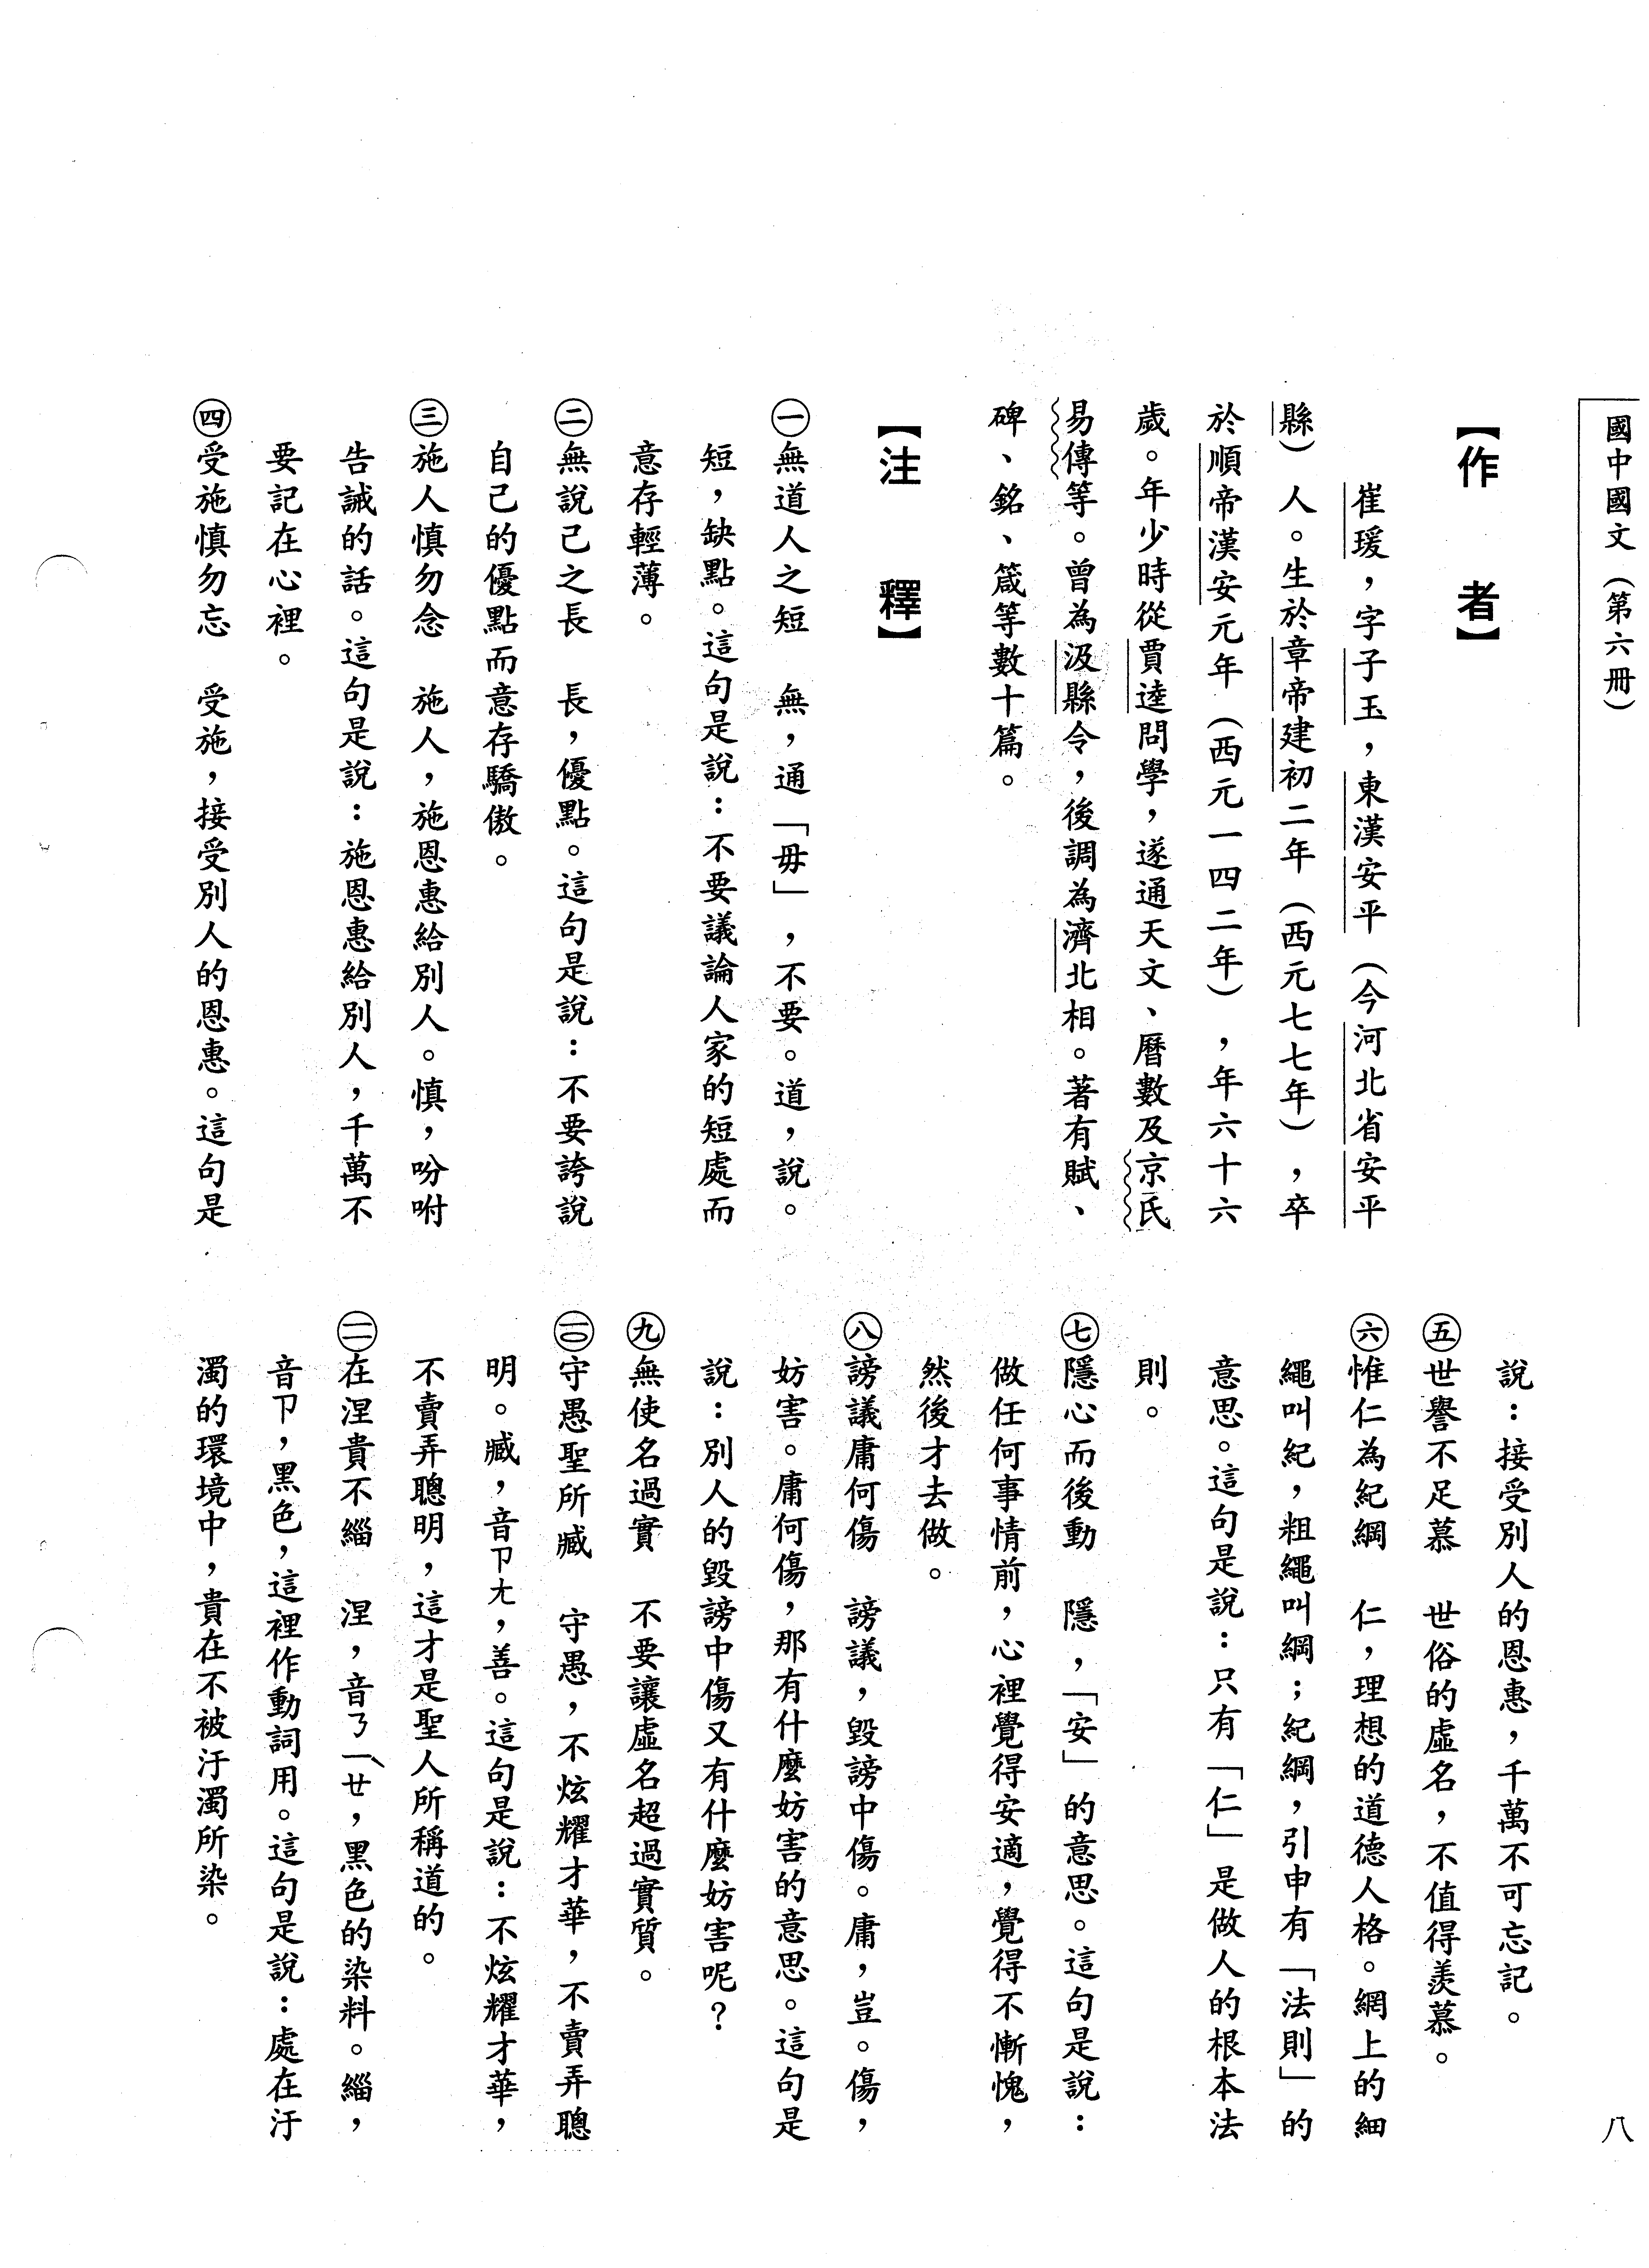 國中國文（第六冊）
八
【作　者】
崔瑗，字子玉，東漢安平（今河北省安平
縣）人。生於章帝建初二年（西元七七年），卒
於順帝漢安元年（西元一四二年），年六十六
歲。年少時從賈逵問學，遂通天文、曆數及京氏
易傳等。曾為汲縣令，後調為濟北相。著有賦、
碑、銘、箴等數十篇。
【注　釋】
㊀無道人之短　無，通「毋」，不要。道，說。
短，缺點。這句是說：不要議論人家的短處而
意存輕薄。
㊁無說己之長　長，優點。這句是說：不要誇說
自己的優點而意存驕傲。
㊂施人慎勿念　施人，施恩惠給別人。慎，吩咐
告誡的話。這句是說：施恩惠給別人，千萬不
要記在心裡。
㊃受施慎勿忘　受施，接受別人的恩惠。這句是
說：接受別人的恩惠，千萬不可忘記。
㊄世譽不足慕　世俗的虛名，不值得羨慕。
㊅惟仁為紀綱　仁，理想的道德人格。網上的細
繩叫紀，粗繩叫綱；紀綱，引申有「法則」的
意思。這句是說：只有「仁」是做人的根本法
則。
㊆隱心而後動　隱，「安」的意思。這句是說：
做任何事情前，心裡覺得安適，覺得不慚愧，
然後才去做。
㊇謗議庸何傷　謗議，毀謗中傷。庸，豈。傷，
妨害。庸何傷，那有什麼妨害的意思。這句是
說：別人的毀謗中傷又有什麼妨害呢？
㊈無使名過實　不要讓虛名超過實質。
㊉守愚聖所臧　守愚，不炫耀才華，不賣弄聰
明。臧，音ㄗㄤ，善。這句是說：不炫耀才華，
不賣弄聰明，這才是聖人所稱道的。
(一一)在涅貴不緇　涅，音ㄋㄧㄝˋ，黑色的染料。緇，
音ㄗ，黑色，這裡作動詞用。這句是說：處在汙
濁的環境中，貴在不被汙濁所染。